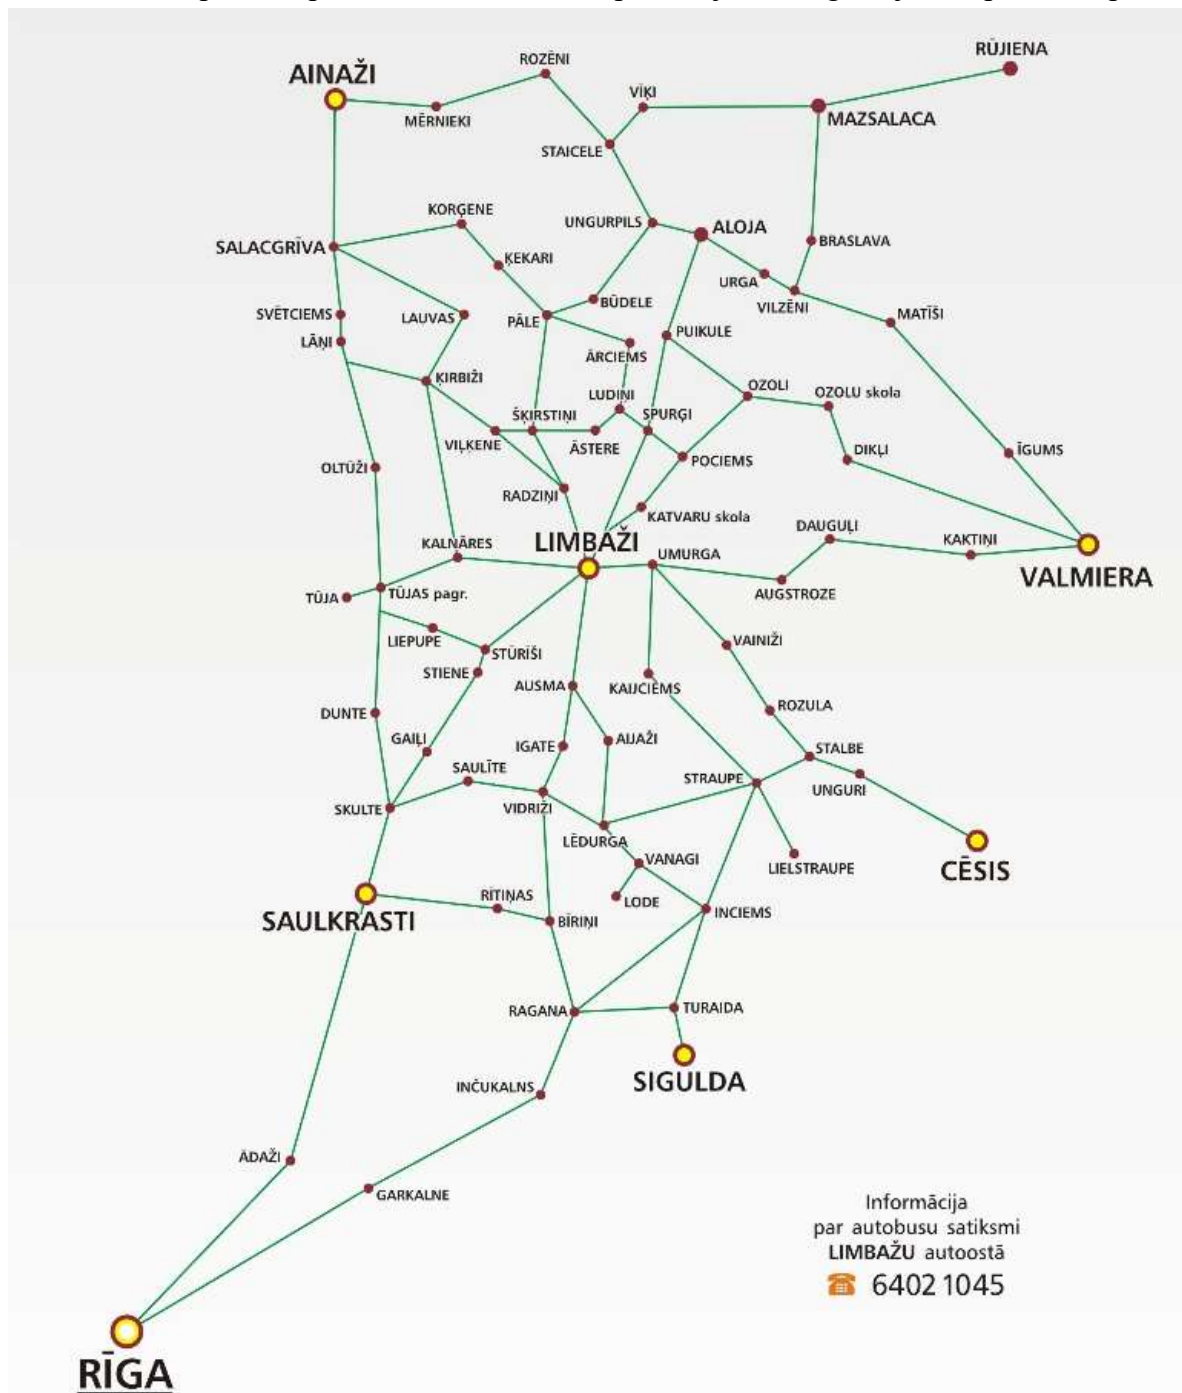 RŪJIENA
ROZĒNI
AINAŽI
VĪĶI
MĒRNIEKI
MAZSALACA
STAICELE
KORĢENE
UNGURPILS
ALOJA
SALACGRĪVA
BRASLAVA
ĶEKARI
URGA
BŪDELE
VILZĒNI
SVĒTCIEMS
LAUVAS
PĀLE
MATĪŠI
PUIKULE
LĀŅI
ĀRCIEMS
ĶIRBIŽI
OZOLI
OZOLU skola
LUDIŅI
ŠĶIRSTIŅI
SPURĢI
VIĻĶENE
ĀSTERE
DIKĻI
ĪGUMS
POCIEMS
OLTŪŽI
RADZIŅI
KATVARU skola
DAUGUĻI
KAKTIŅI
LIMBAŽI
KALNĀRES
UMURGA
VALMIERA
TŪJA
TŪJAS pagr.
AUGSTROZE
LIEPUPE
STŪRĪŠI
VAINIŽI
STIENE
AUSMA
KAIJCIEMS
DUNTE
ROZULA
GAIĻI
IGATE
AIJAŽI
STALBE
SAULĪTE
STRAUPE
UNGURI
SKULTE
VIDRIŽI
LĒDURGA
VANAGI
LIELSTRAUPE
CĒSIS
RĪTIŅAS
LODE
INCIEMS
SAULKRASTI
BĪRIŅI
RAGANA
TURAIDA
SIGULDA
INČUKALNS
ĀDAŽI
GARKALNE
Informācija
par autobusu satiksmi
LIMBAŽU autoostā
6402 1045
RĪGA